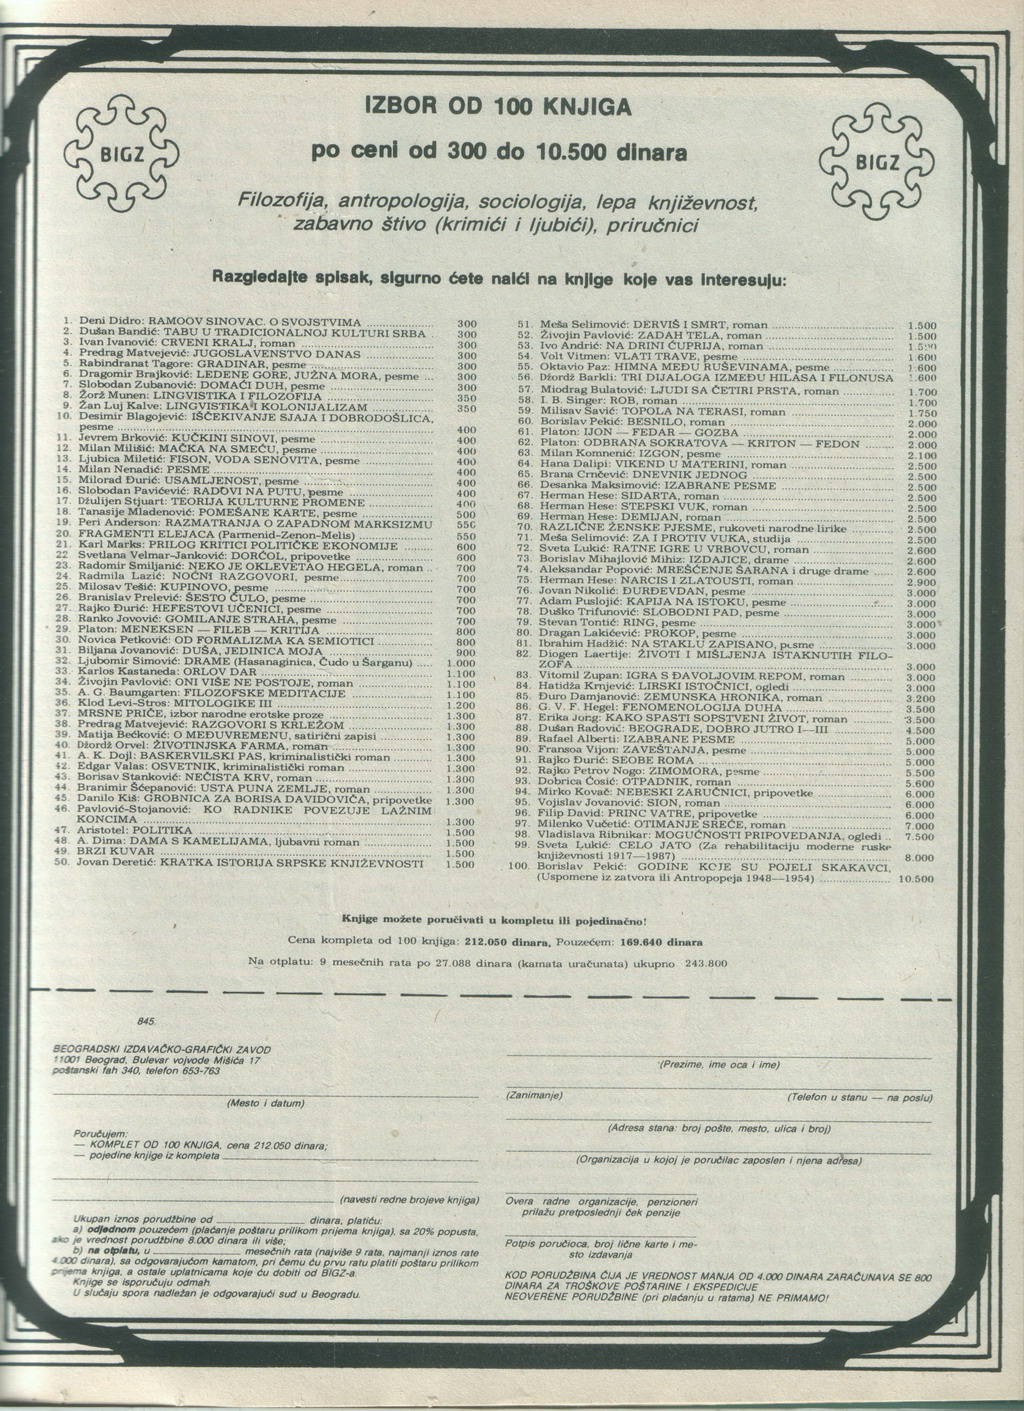 BIGZ
IZBOR OD 100 KNJIGA
BIGZ
po ceni od 300 do 10.500 dinara
Filozofija, antropologija, sociologija, lepa književnost,
zabavno štivo (krimići i ljubići), priručnici
Razgledajte spisak, sigurno ćete naići na knjige koje vas interesuju:
1. Deni Didro: RAMOOV SINOVAC. O SVOJSTVIMA 300
2. Dušan Bandić: TABU U TRADICIONALNOJ KULTURI SRBA 300
3. Ivan Ivanović: CRVENI KRALJ, roman 300
4. Predrag Matvejević: JUGOSLAVENSTVO DANAS 300
5. Rabindranat Tagore: GRADINAR, pesme 300
6. Dragomir Brajković: LEDENE GORE, JUŽNA MORA, pesme 300
7. Slobodan Zubanović: DOMAĆI DUH, pesme 300
8. Žorž Munen: LINGVISTIKA I FILOZOFIJA 350
9. Žan Luj Kalve: LINGVISTIKA I KOLONIJALIZAM 350
10. Desimir Blagojević: IŠČEKIVANJE SJAJA I DOBRODOŠLICA,
pesme 400
11. Jevrem Brković: KUČKINI SINOVI, pesme 400
12. Milan Milišić: MAČKA NA SMEĆU, pesme 400
13. Ljubica Miletić: FISON, VODA SENOVITA, pesme 400
14. Milan Nenadić: PESME 400
15. Milorad Đurić: USAMLJENOST, pesme 400
16. Slobodan Pavićević: RADOVI NA PUTU, pesme 400
17. Džulijen Stjuart: TEORIJA KULTURNE PROMENE 400
18. Tanasije Mladenović: POMEŠANE KARTE, pesme 500
19. Peri Anderson: RAZMATRANJA O ZAPADNOM MARKSIZMU 550
20. FRAGMENTI ELEJACA (Parmenid-Zenon-Melis) 550
21. Karl Marks: PRILOG KRITICI POLITIČKE EKONOMIJE 600
22 Svetlana Velmar-Janković: DORĆOL, pripovetke 600
23. Radomir Smiljanić: NEKO JE OKLEVETAO HEGELA, roman 700
24. Radmila Lazić: NOĆNI RAZGOVORI, pesme 700
25. Milosav Tešić: KUPINOVO, pesme 700
26. Branislav Prelević: ŠESTO ČULO, pesme 700
27. Rajko Đurić: HEFESTOVI UČENICI, pesme 700
28. Ranko Jovović: GOMILANJE STRAHA, pesme 700
29. Platon: MENEKSEN — FILEB — KRITIJA 800
30. Novica Petković: OD FORMALIZMA KA SEMIOTICI 800
31. Biljana Jovanović: DUŠA, JEDINICA MOJA 900
32. Ljubomir Simović: DRAME (Hasanaginica, Čudo u Šarganu) 1.000
33. Karlos Kastaneda: ORLOV DAR 1.100
34. Živojin Pavlović: ONI VIŠE NE POSTOJE, roman 1.100
35. A. G. Baumgarten: FILOZOFSKE MEDITACIJE 1.100
36. Klod Levi-Stros: MITOLOGIKE III 1.200
37. MRSNE PRIČE, izbor narodne erotske proze 1.300
38. Predrag Matvejević: RAZGOVORI S KRLEŽOM 1.300
39. Matija Bećković: O MEĐUVREMENU, satirični zapisi 1.300
40. Džordž Orvel: ŽIVOTINJSKA FARMA, roman 1.300
41. A. K. Dojl: BASKERVILSKI PAS, kriminalistički roman 1.300
42. Edgar Valas: OSVETNIK, kriminalistički roman 1.300
43. Borisav Stanković: NEČISTA KRV, roman 1.300
44. Branimir Šćepanović: USTA PUNA ZEMLJE, roman 1.300
45. Danilo Kiš: GROBNICA ZA BORISA DAVIDOVIČA, pripovetke 1.300
46. Pavlović-Stojanović: KO RADNIKE POVEZUJE LAŽNIM
KONCIMA 1.300
47. Aristotel: POLITIKA 1.500
48. A. Dima: DAMA S KAMELIJAMA, ljubavni roman 1.500
49. BRZI KUVAR 1.500
50. Jovan Deretić: KRATKA ISTORIJA SRPSKE KNJIŽEVNOSTI 1.500
51. Meša Selimović: DERVIŠ I SMRT, roman 1.500
52. Živojin Pavlović: ZADAH TELA, roman 1.500
53. Ivo Andrić: NA DRINI ĆUPRIJA, roman
54. Volt Vitmen: VLATI TRAVE, pesme 1.600
55. Oktavio Paz: HIMNA MEĐU RUŠEVINAMA, pesme 1.600
56. Džordž Barkli: TRI DIJALOGA IZMEĐU HILASA I FILONUSA 1.600
57. Miodrag Bulatović: LJUDI SA ČETIRI PRSTA, roman 1.700
58. I. B. Singer: ROB, roman 1.700
59. Milisav Savić: TOPOLA NA TERASI, roman 1.750
60. Borislav Pekić: BESNILO, roman 2.000
61. Platon: IJON — FEDAR — GOZBA 2.000
62. Platon: ODBRANA SOKRATOVA — KRITON — FEDON 2.000
63. Milan Komnenić: IZGON, pesme 2.100
64. Hana Dalipi: VIKEND U MATERINI, roman 2.500
65. Brana Crnčević: DNEVNIK JEDNOG 2.500
66. Desanka Maksimović: IZABRANE PESME 2.500
67. Herman Hese: SIDARTA, roman 2.500
68. Herman Hese: STEPSKI VUK, roman 2.500
69. Herman Hese: DEMIJAN, roman 2.500
70. RAZLIČNE ŽENSKE PJESME, rukoveti narodne lirike 2.500
71. Meša Selimović: ZA I PROTIV VUKA, studija 2.500
72. Sveta Lukić: RATNE IGRE U VRBOVCU, roman 2.600
73. Borislav Mihajlović Mihiz: IZDAJICE, drame 2.600
74. Aleksandar Popović: MREŠĆENJE ŠARANA i druge drame 2.600
75. Herman Hese: NARCIS I ZLATOUSTI, roman 2.900
76. Jovan Nikolić: ĐURĐEVDAN, pesme 3.000
77. Adam Puslojić: KAPIJA NA ISTOKU, pesme 3.000
78. Duško Trifunović: SLOBODNI PAD, pesme 3.000
79. Stevan Tontić: RING, pesme 3.000
80. Dragan Lakićević: PROKOP, pesme 3.000
81. Ibrahim Hadžić: NA STAKLU ZAPISANO, pesme 3.000
82. Diogen Laertije: ŽIVOTI I MIŠLJENJA ISTAKNUTIH FILO-
ZOFA 3.000
83. Vitomil Zupan: IGRA S ĐAVOLJOVIM REPOM, roman 3.000
84. Hatidža Krnjević: LIRSKI ISTOČNICI, ogledi 3.000
85. Đuro Damjanović: ZEMUNSKA HRONIKA, roman 3.200
86. G. V. F. Hegel: FENOMENOLOGIJA DUHA 3.500
87. Erika Jong: KAKO SPASTI SOPSTVENI ŽIVOT, roman 3.500
88. Dušan Radović: BEOGRADE, DOBRO JUTRO I—III 4.500
89. Rafael Alberti: IZABRANE PESME 5.000
90. Fransoa Vijon: ZAVEŠTANJA, pesme 5.000
91. Rajko Đurić: SEOBE ROMA 5.000
92. Rajko Petrov Nogo: ZIMOMORA, pesme 5.500
93. Dobrica Ćosić: OTPADNIK, roman 5.600
94. Mirko Kovač: NEBESKI ZARUČNICI, pripovetke 6.000
95. Vojislav Jovanović: SION, roman 6.000
96. Filip David: PRINC VATRE, pripovetke 6.000
97. Milenko Vučetić: OTIMANJE SREĆE, roman 7.000
98. Vladislava Ribnikar: MOGUĆNOSTI PRIPOVEDANJA, ogledi 7.500
99. Sveta Lukić: CELO JATO (Za rehabilitaciju moderne ruske
književnosti 1917—1987) 8.000
100. Borislav Pekić: GODINE KOJE SU POJELI SKAKAVCI,
(Uspomene iz zatvora ili Antropopeja 1948—1954) 10.500
Knjige možete poručivati u kompletu ili pojedinačno!
Cena kompleta od 100 knjiga: 212.050 dinara, Pouzećem: 169.640 dinara
Na otplatu: 9 mesečnih rata po 27.088 dinara (kamata uračunata) ukupno 243.800
845.
BEOGRADSKI IZDAVAČKO-GRAFIČKI ZAVOD
11001 Beograd, Bulevar vojvode Mišića 17
poštanski fah 340, telefon 653-763
(Mesto i datum)
Poručujem:
— KOMPLET OD 100 KNJIGA, cena 212.050 dinara;
— pojedine knjige iz kompleta
(navesti redne brojeve knjiga)
Ukupan iznos porudžbine od dinara, platiću:
a) odjednom pouzećem (plaćanje poštaru prilikom prijema knjiga), sa 20% popusta,
ako je vrednost porudžbine 8.000 dinara ili više;
b) na otplatu, u mesečnih rata (najviše 9 rata, najmanji iznos rate
4.000 dinara), sa odgovarajućom kamatom, pri čemu ću prvu ratu platiti poštaru prilikom
prijema knjiga, a ostale uplatnicama koje ću dobiti od BIGZ-a.
Knjige se isporučuju odmah.
U slučaju spora nadležan je odgovarajući sud u Beogradu.
(Prezime, ime oca i ime)
(Zanimanje) (Telefon u stanu — na poslu)
(Adresa stana: broj pošte, mesto, ulica i broj)
(Organizacija u kojoj je poručilac zaposlen i njena adresa)
Overa radne organizacije, penzioneri
prilažu pretposlednji ček penzije
Potpis poručioca, broj lične karte i me-
sto izdavanja
KOD PORUDŽBINA ČIJA JE VREDNOST MANJA OD 4.000 DINARA ZARAČUNAVA SE 800
DINARA ZA TROŠKOVE POŠTARINE I EKSPEDICIJE
NEOVERENE PORUDŽBINE (pri plaćanju u ratama) NE PRIMAMO!